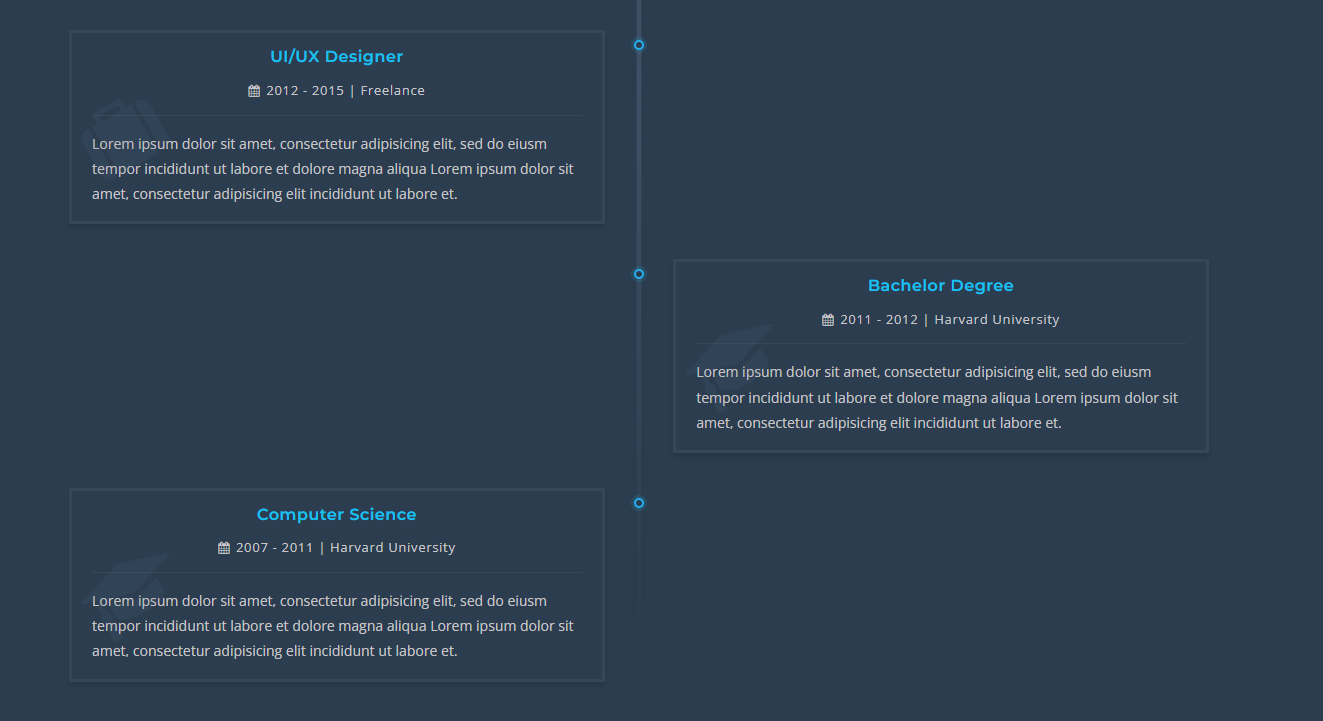 UI/UX Designer
2012 - 2015 | Freelance
Lorem ipsum dolor sit amet, consectetur adipisicing elit, sed do eiusm
tempor incididunt ut labore et dolore magna aliqua Lorem ipsum dolor sit
amet, consectetur adipisicing elit incididunt ut labore et.
Bachelor Degree
2011 - 2012 | Harvard University
Lorem ipsum dolor sit amet, consectetur adipisicing elit, sed do eiusm
tempor incididunt ut labore et dolore magna aliqua Lorem ipsum dolor sit
amet, consectetur adipisicing elit incididunt ut labore et.
Computer Science
2007 - 2011 | Harvard University
Lorem ipsum dolor sit amet, consectetur adipisicing elit, sed do eiusm
tempor incididunt ut labore et dolore magna aliqua Lorem ipsum dolor sit
amet, consectetur adipisicing elit incididunt ut labore et.